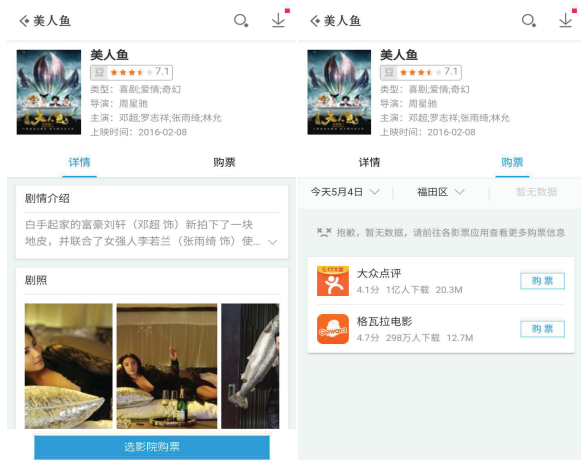 美人鱼
美人鱼
豆 7.1
类型：喜剧;爱情;奇幻
导演：周星驰
主演：邓超;罗志祥;张雨绮;林允
上映时间：2016-02-08
详情 购票
剧情介绍
白手起家的富豪刘轩（邓超 饰）新拍下了一块
地皮，并联合了女强人李若兰（张雨绮 饰）使...
剧照
选影院购票
美人鱼
美人鱼
豆 7.1
类型：喜剧;爱情;奇幻
导演：周星驰
主演：邓超;罗志祥;张雨绮;林允
上映时间：2016-02-08
详情 购票
今天5月4日 福田区 暂无数据
抱歉，暂无数据，请前往各影票应用查看更多购票信息
大众点评
4.1分 1亿人下载 20.3M
购票
格瓦拉电影
4.7分 298万人下载 12.7M
购票
Gewara